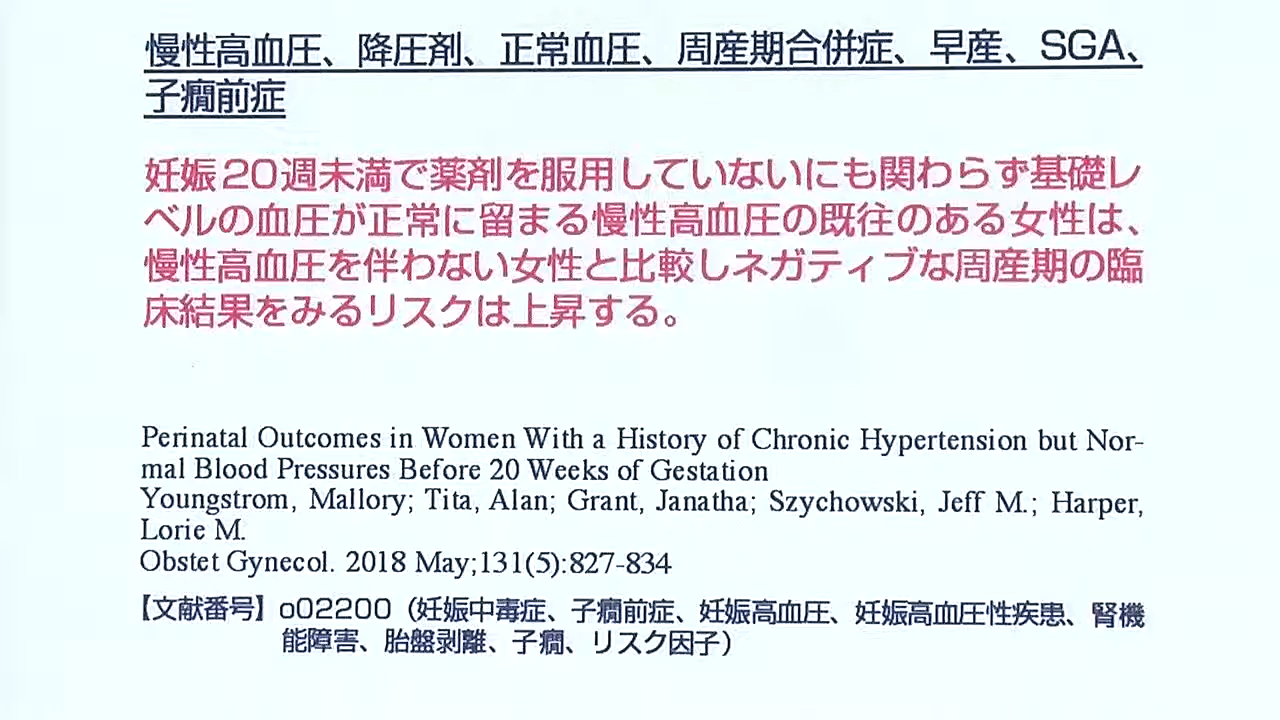 慢性高血圧、降圧剤、正常血圧、周産期合併症、早産、SGA、
子癇前症
妊娠20週未満で薬剤を服用していないにも関わらず基礎レ
ベルの血圧が正常に留まる慢性高血圧の既往のある女性は、
慢性高血圧を伴わない女性と比較しネガティブな周産期の臨
床結果をみるリスクは上昇する。
Perinatal Outcomes in Women With a History of Chronic Hypertension but Nor-
mal Blood Pressures Before 20 Weeks of Gestation
Youngstrom, Mallory; Tita, Alan; Grant, Janatha; Szychowski, Jeff M.; Harper,
Lorie M.
Obstet Gynecol. 2018 May;131(5):827-834
【文献番号】o02200（妊娠中毒症、子癇前症、妊娠高血圧、妊娠高血圧性疾患、腎機
能障害、胎盤剥離、子癇、リスク因子）